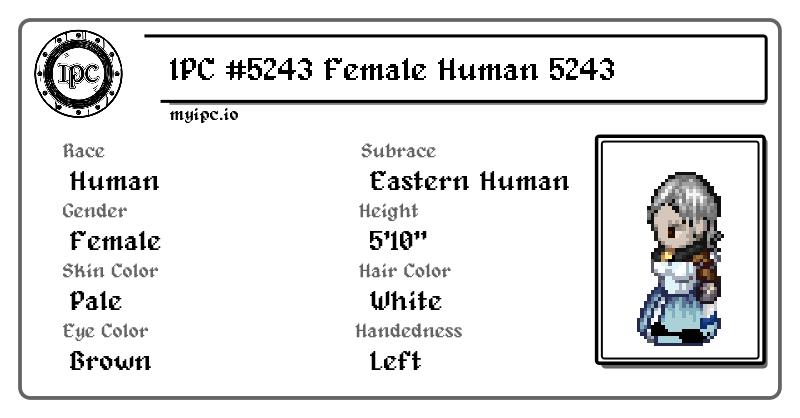 IPC
IPC #5243 Female Human 5243
myipc.io
Race
Human
Subrace
Eastern Human
Gender
Female
Height
5'10"
Skin Color
Pale
Hair Color
White
Eye Color
Brown
Handedness
Left